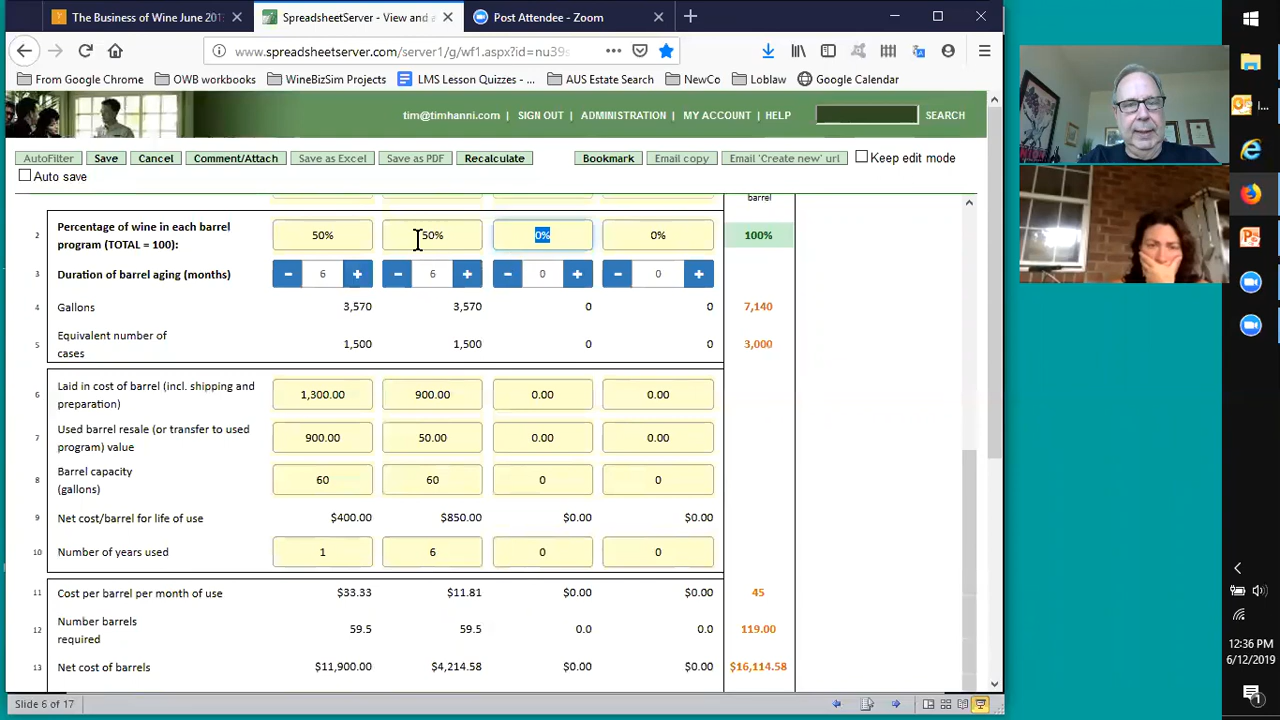 The Business of Wine June 201
SpreadsheetServer - View and a
Post Attendee - Zoom
www.spreadsheetserver.com/server1/g/wf1.aspx?id=nu39s
From Google Chrome
OWB workbooks
WineBizSim Projects
LMS Lesson Quizzes - ...
AUS Estate Search
NewCo
Loblaw
Google Calendar
tim@timhanni.com | SIGN OUT | ADMINISTRATION | MY ACCOUNT | HELP
SEARCH
AutoFilter Save Cancel Comment/Attach Save as Excel Save as PDF Recalculate Bookmark Email copy Email 'Create new' url Keep edit mode
Auto save
barrel
2 Percentage of wine in each barrel program (TOTAL = 100): 50% 50% 0% 0% 100%
3 Duration of barrel aging (months) - 6 + - 6 + - 0 + - 0 +
4 Gallons 3,570 3,570 0 0 7,140
5 Equivalent number of cases 1,500 1,500 0 0 3,000
6 Laid in cost of barrel (incl. shipping and preparation) 1,300.00 900.00 0.00 0.00
7 Used barrel resale (or transfer to used program) value 900.00 50.00 0.00 0.00
8 Barrel capacity (gallons) 60 60 0 0
9 Net cost/barrel for life of use $400.00 $850.00 $0.00 $0.00
10 Number of years used 1 6 0 0
11 Cost per barrel per month of use $33.33 $11.81 $0.00 $0.00 45
12 Number barrels required 59.5 59.5 0.0 0.0 119.00
13 Net cost of barrels $11,900.00 $4,214.58 $0.00 $0.00 $16,114.58
Slide 6 of 17
12:36 PM
6/12/2019
1